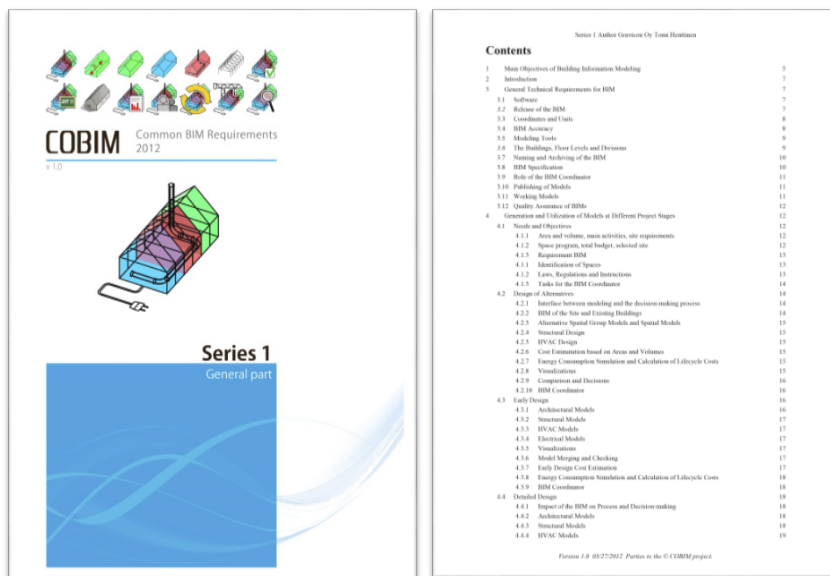 COBIM
Common BIM Requirements
2012
v 1.0
Series 1
General part
Series 1 Author Gravicon Oy Tomi Henttinen
Contents
1 Main Objectives of Building Information Modeling 5
2 Introduction 7
3 General Technical Requirements for BIM 7
3.1 Software 7
3.2 Release of the BIM 7
3.3 Coordinates and Units 8
3.4 BIM Accuracy 8
3.5 Modeling Tools 9
3.6 The Buildings, Floor Levels and Divisions 9
3.7 Naming and Archiving of the BIM 10
3.8 BIM Specification 10
3.9 Role of the BIM Coordinator 11
3.10 Publishing of Models 11
3.11 Working Models 11
3.12 Quality Assurance of BIMs 12
4 Generation and Utilization of Models at Different Project Stages 12
4.1 Needs and Objectives 12
4.1.1 Area and volume, main activities, site requirements 12
4.1.2 Space program, total budget, selected site 12
4.1.3 Requirement BIM 13
4.1.1 Identification of Spaces 13
4.1.2 Laws, Regulations and Instructions 13
4.1.3 Tasks for the BIM Coordinator 14
4.2 Design of Alternatives 14
4.2.1 Interface between modeling and the decision-making process 14
4.2.2 BIM of the Site and Existing Buildings 14
4.2.3 Alternative Spatial Group Models and Spatial Models 15
4.2.4 Structural Design 15
4.2.5 HVAC Design 15
4.2.6 Cost Estimation based on Areas and Volumes 15
4.2.7 Energy Consumption Simulation and Calculation of Lifecycle Costs 15
4.2.8 Visualizations 15
4.2.9 Comparison and Decisions 16
4.2.10 BIM Coordinator 16
4.3 Early Design 16
4.3.1 Architectural Models 16
4.3.2 Structural Models 17
4.3.3 HVAC Models 17
4.3.4 Electrical Models 17
4.3.5 Visualizations 17
4.3.6 Model Merging and Checking 17
4.3.7 Early Design Cost Estimation 17
4.3.8 Energy Consumption Simulation and Calculation of Lifecycle Costs 18
4.3.9 BIM Coordinator 18
4.4 Detailed Design 18
4.4.1 Impact of the BIM on Process and Decision-making 18
4.4.2 Architectural Models 18
4.4.3 Structural Models 18
4.4.4 HVAC Models 19
Version 1.0 03/27/2012 Parties to the © COBIM project